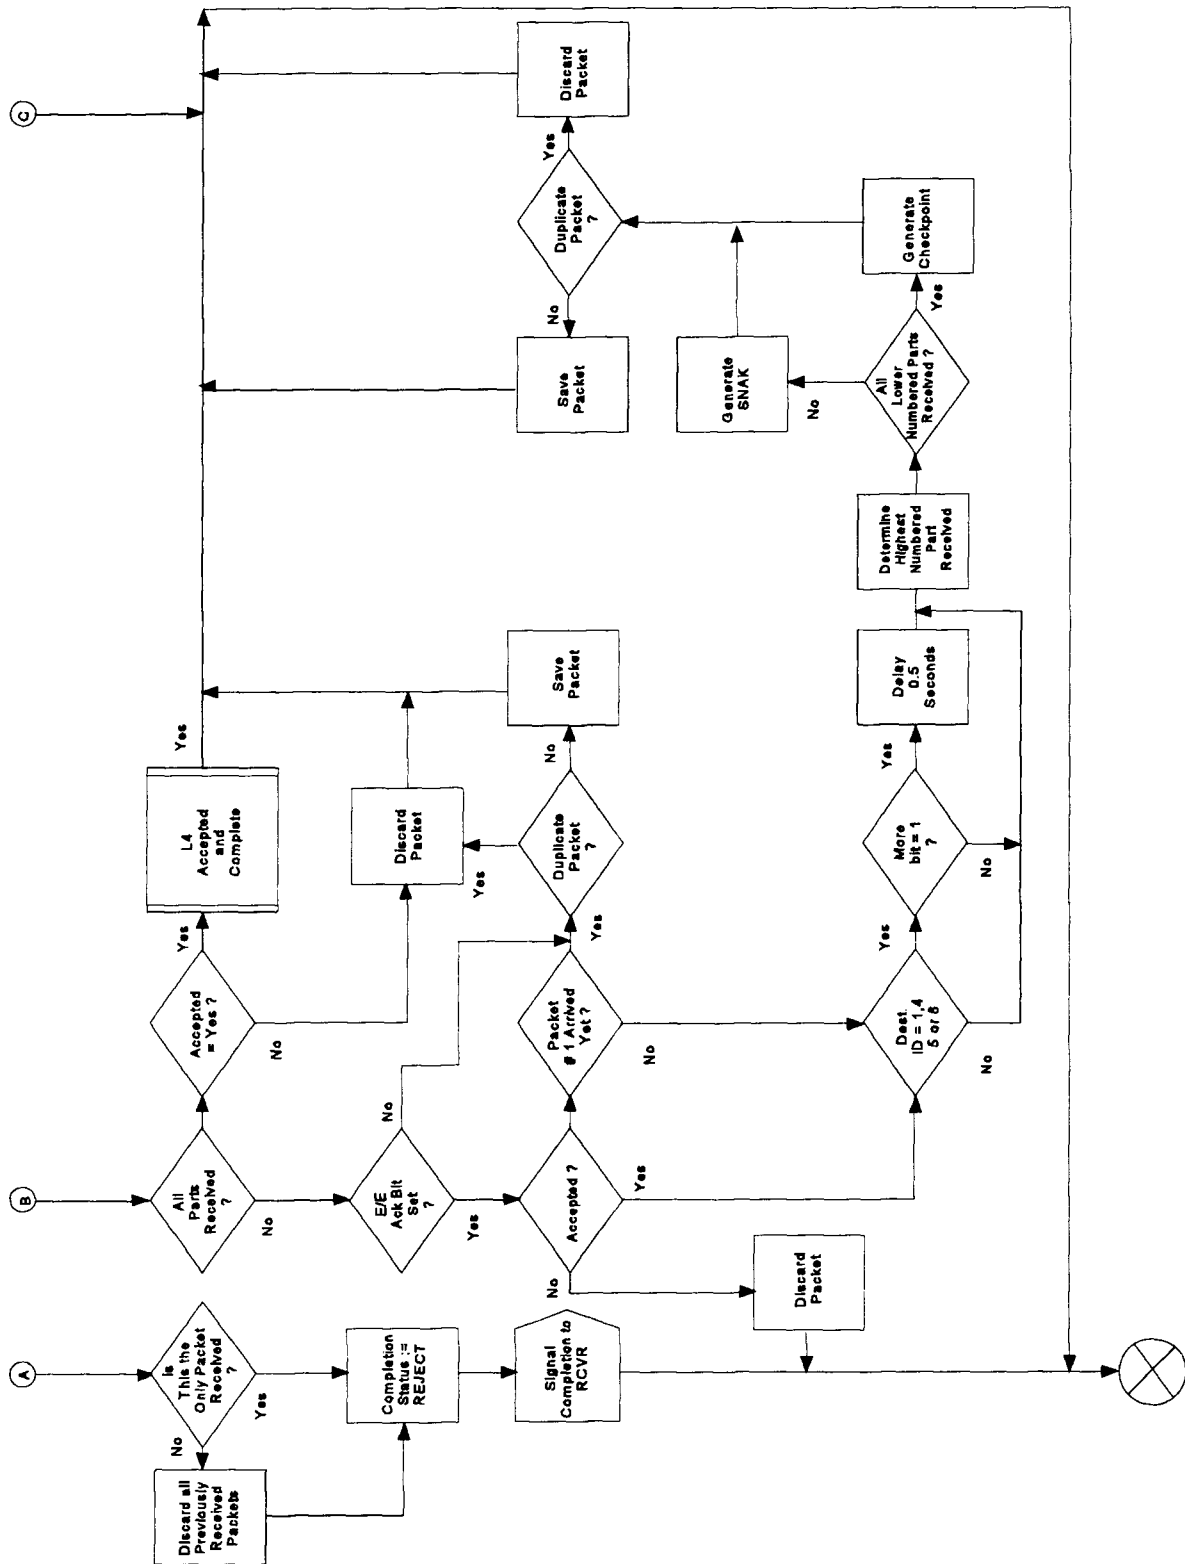 A
B
C
Discard all
Previously
Received
Packets
No
Is
This the
Only Packet
Received
?
Yes
Completion
Status :=
REJECT
Signal
Completion to
RCVR
All
Parts
Received
?
Yes
No
Accepted
= Yes ?
Yes
No
L4
Accepted
and
Complete
Yes
E/E
Ack Bit
Set
?
No
Yes
Discard
Packet
Accepted ?
No
Yes
Discard
Packet
Packet
# 1 Arrived
Yet ?
Yes
No
Duplicate
Packet
?
Yes
No
Save
Packet
Dest.
ID = 1,4
5 or
Yes
No
More
bit = 1
?
Yes
No
Delay
0.5
Seconds
Determine
Highest
Numbered
Part
Received
All
Lower
Numbered Parts
Received ?
No
Yes
Generate
SNAK
Generate
Checkpoint
Duplicate
Packet
?
No
Yes
Save
Packet
Discard
Packet